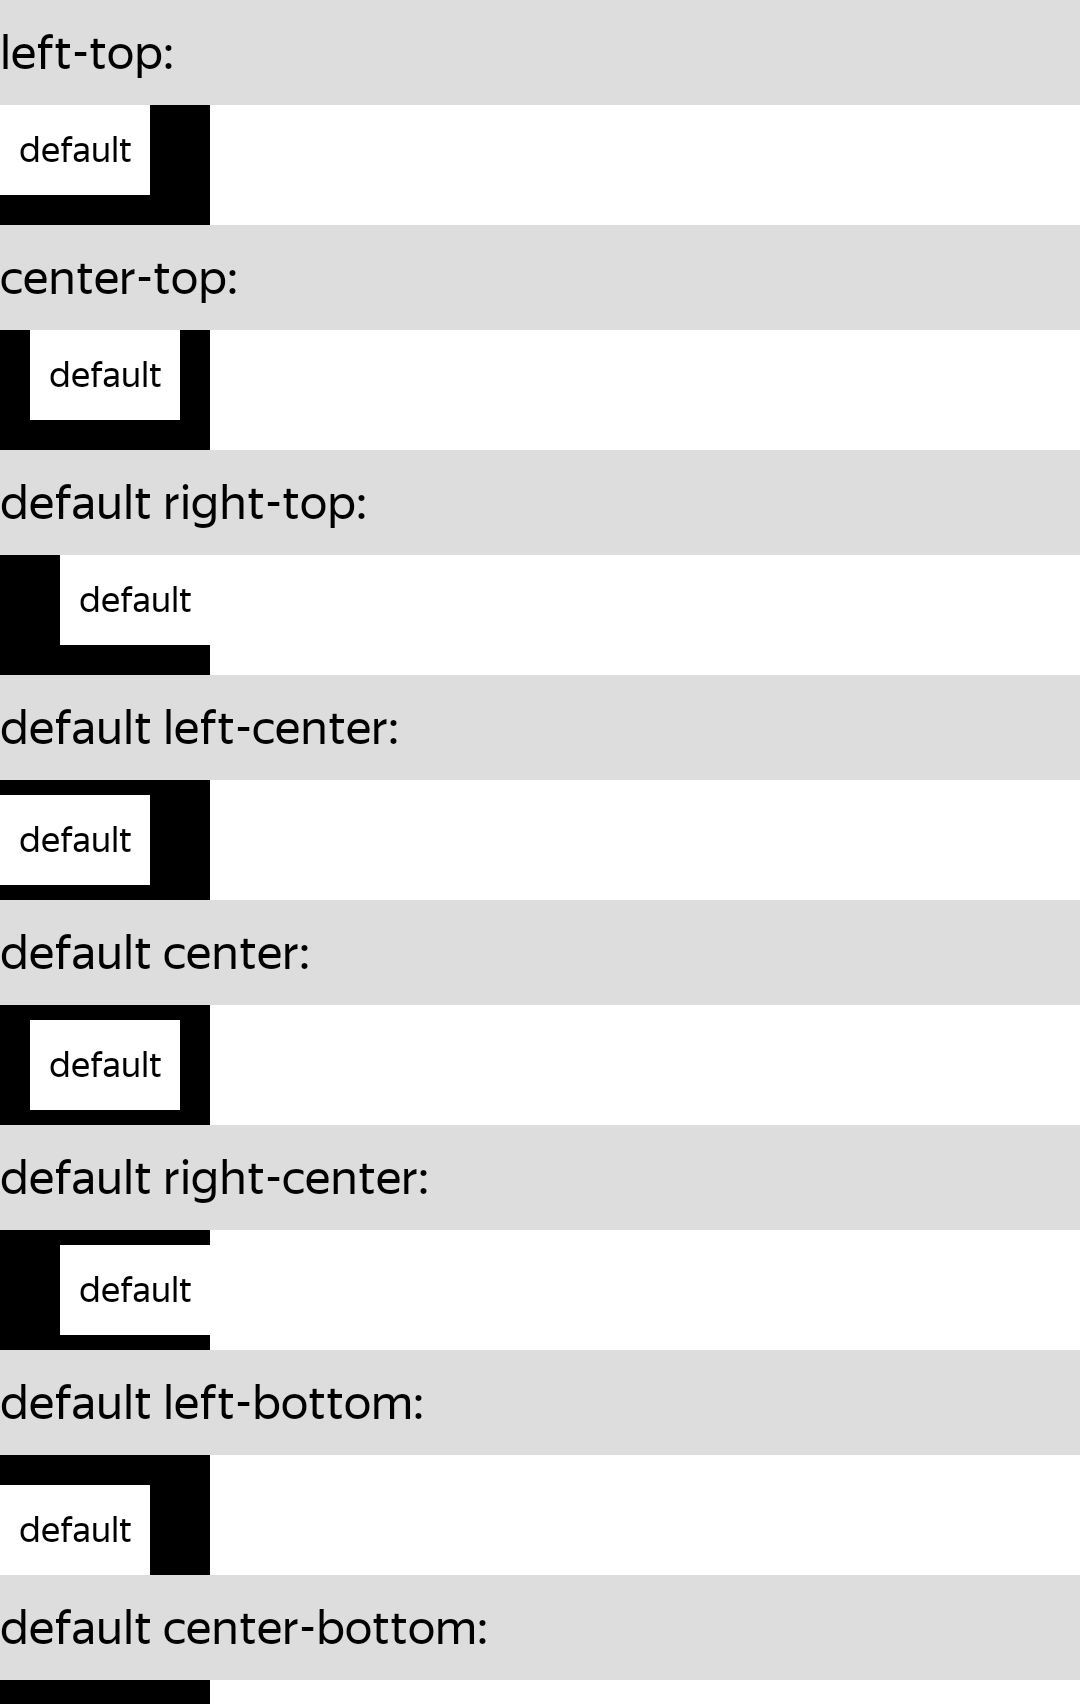 left-top:
default
center-top:
default
default right-top:
default
default left-center:
default
default center:
default
default right-center:
default
default left-bottom:
default
default center-bottom: